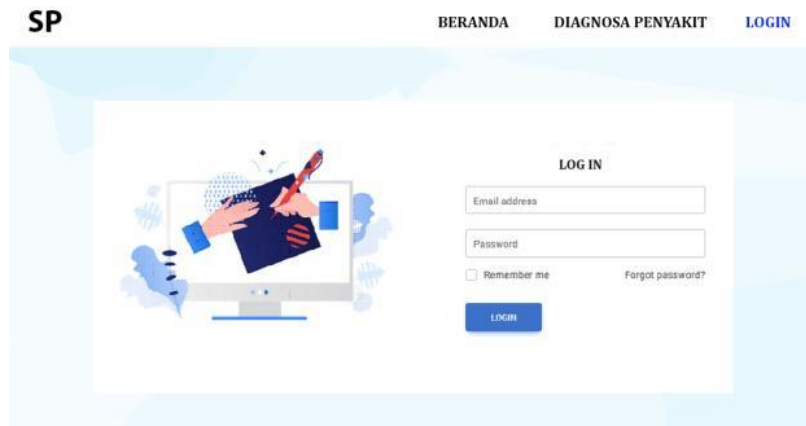 SP
BERANDA DIAGNOSA PENYAKIT LOGIN
LOG IN
Email address
Password
Remember me Forgot password?
LOGIN